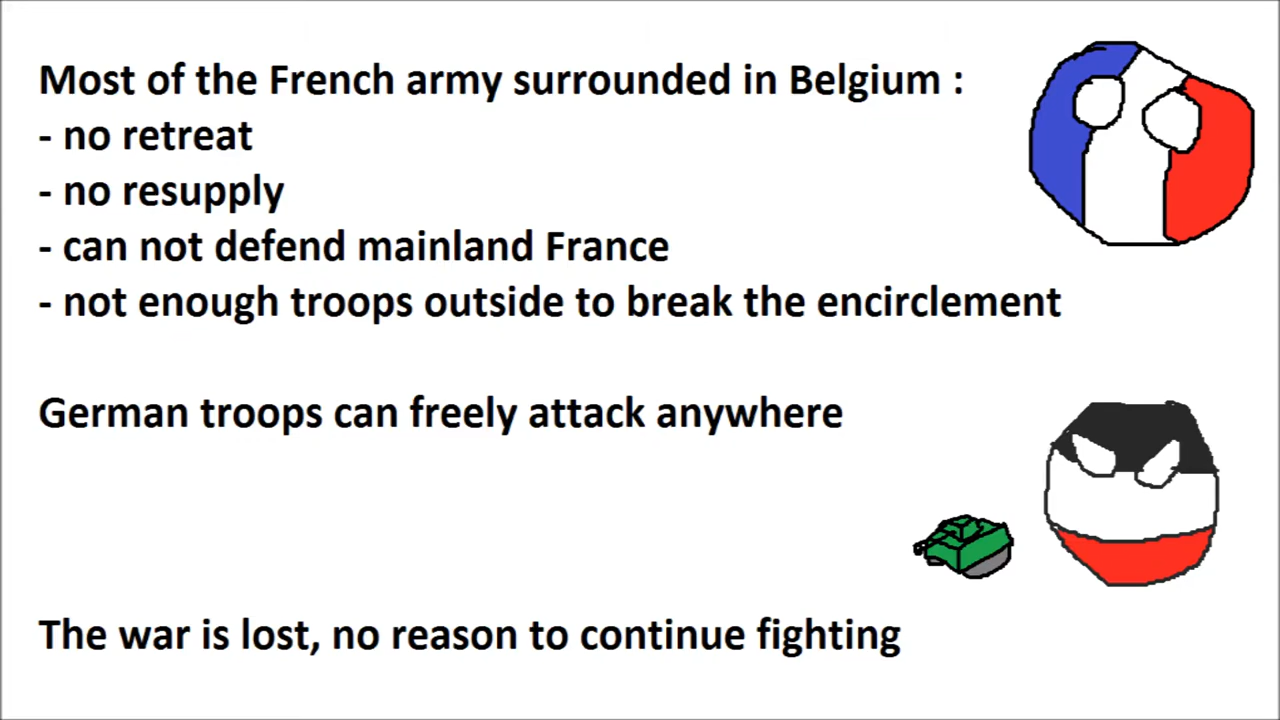 Most of the French army surrounded in Belgium :
- no retreat
- no resupply
- can not defend mainland France
- not enough troops outside to break the encirclement
German troops can freely attack anywhere
The war is lost, no reason to continue fighting